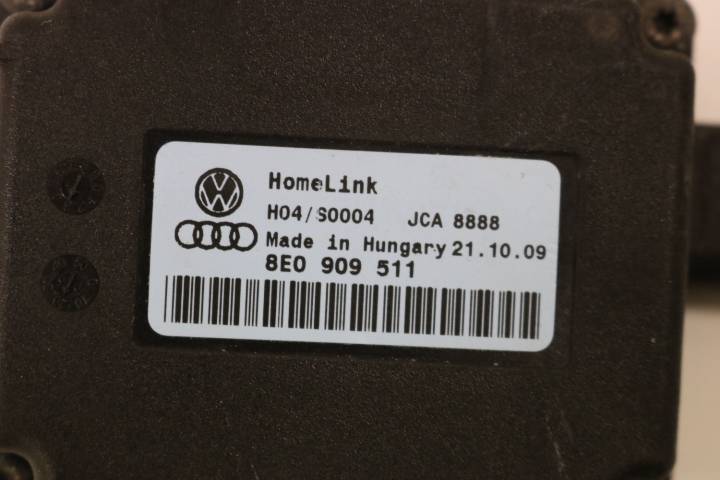 HomeLink
H04/S0004 JCA 8888
Made in Hungary 21.10.09
8E0 909 511